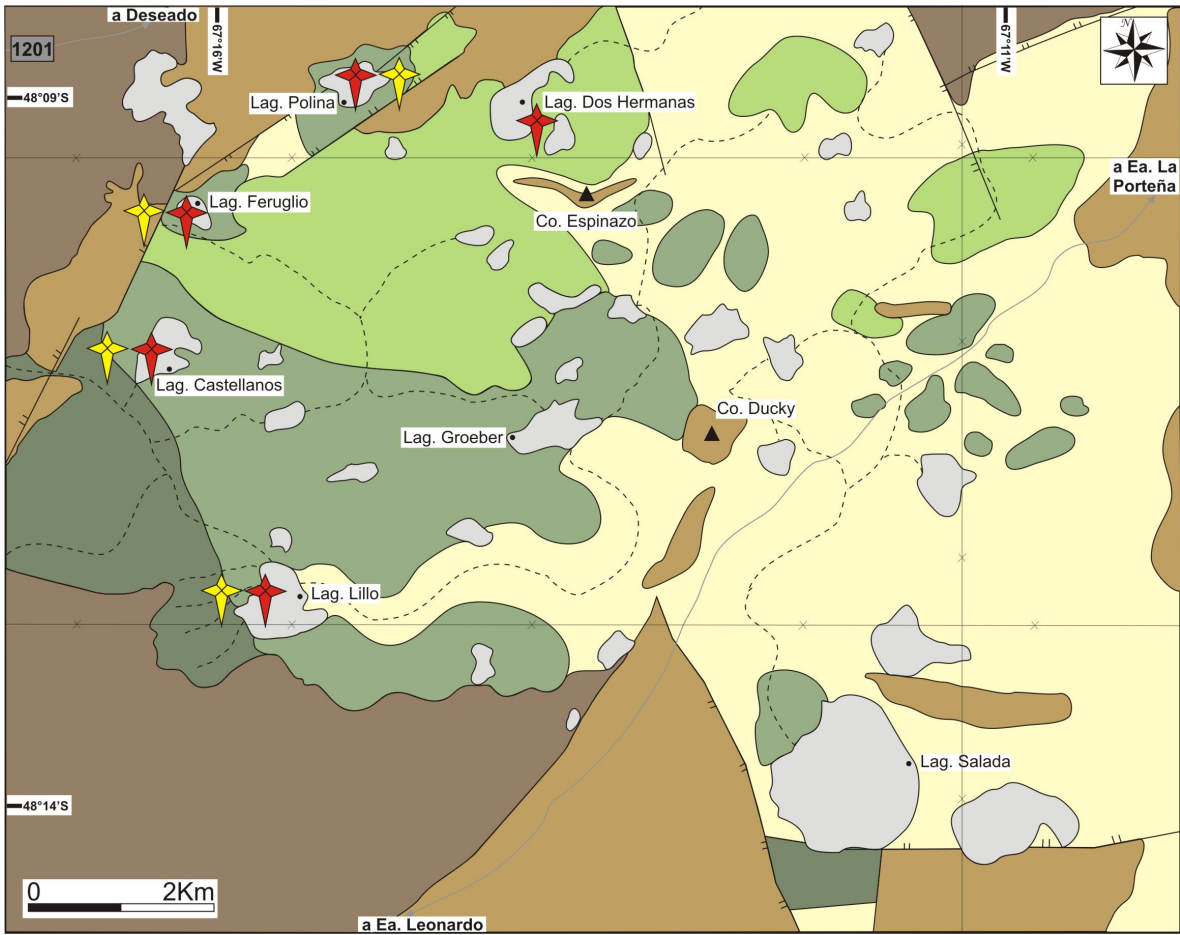 a Deseado
1201
67°16'W
67°11'W
N
48°09'S
Lag. Polina
Lag. Dos Hermanas
a Ea. La
Porteña
Lag. Feruglio
Co. Espinazo
Lag. Castellanos
Co. Ducky
Lag. Groeber
Lag. Lillo
Lag. Salada
48°14'S
0 2Km
a Ea. Leonardo